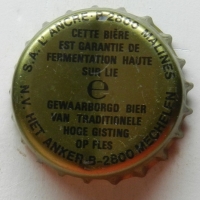 S.A. L'ANCRE B-2800 MALINES
CETTE BIÈRE
EST GARANTIE DE
FERMENTATION HAUTE
SUR LIE
e
GEWAARBORGD BIER
VAN TRADITIONELE
HOGE GISTING
OP FLES
N.V. HET ANKER-B-2800 MECHELEN